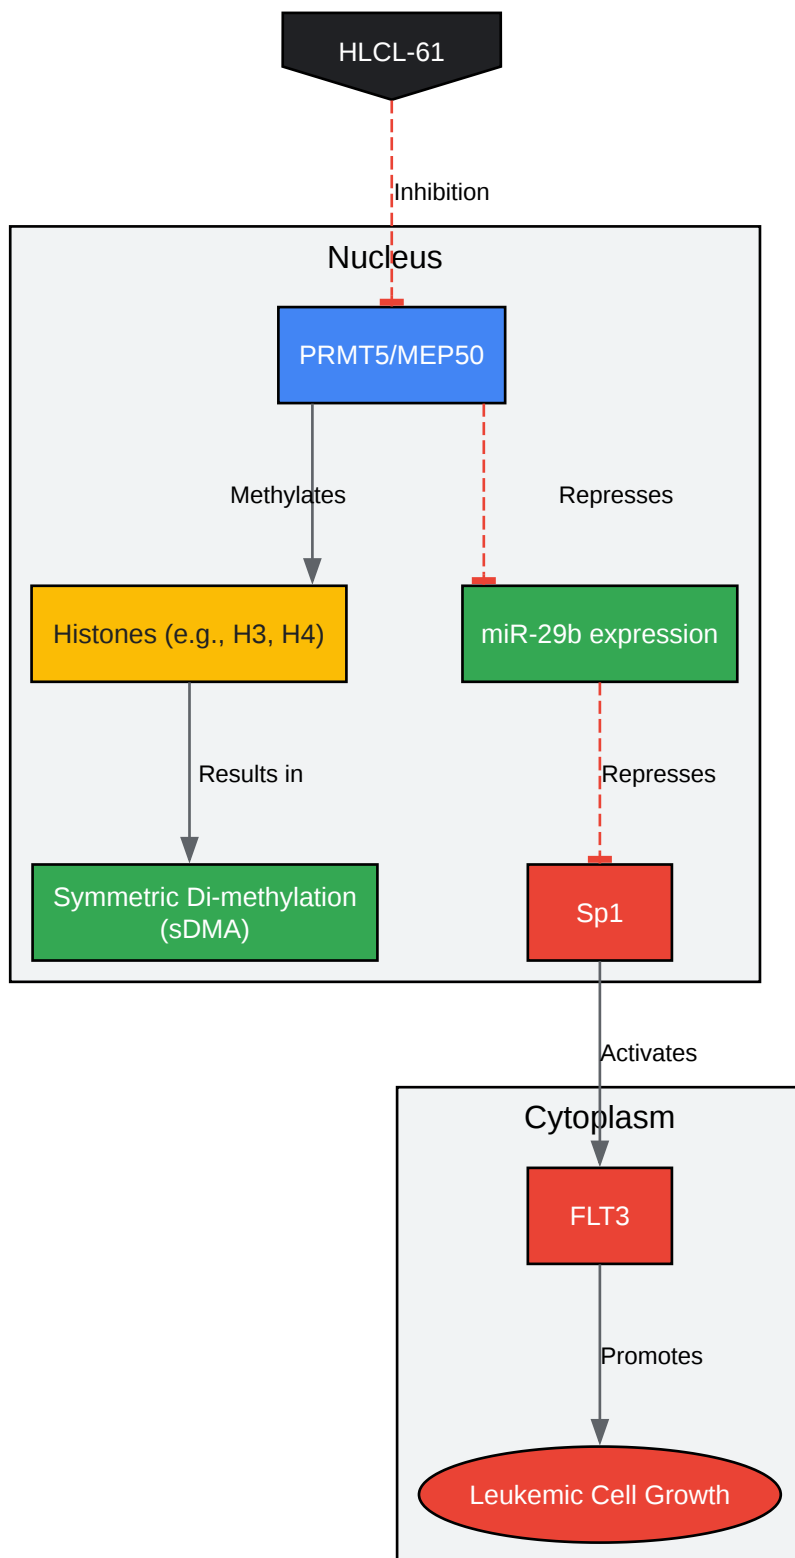 HLCL-61
Inhibition
Nucleus
PRMT5/MEP50
Methylates
Represses
Histones (e.g., H3, H4)
miR-29b expression
Results in
Represses
Symmetric Di-methylation
(sDMA)
Sp1
Activates
Cytoplasm
FLT3
Promotes
Leukemic Cell Growth